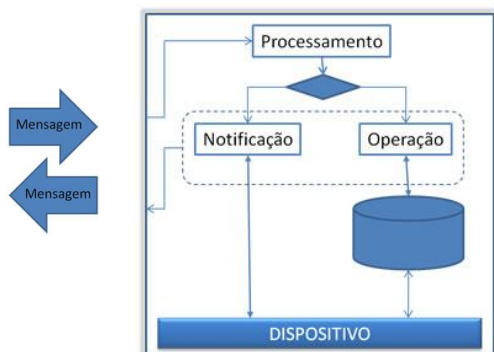 Processamento
Mensagem
Notificação
Operação
Mensagem
DISPOSITIVO